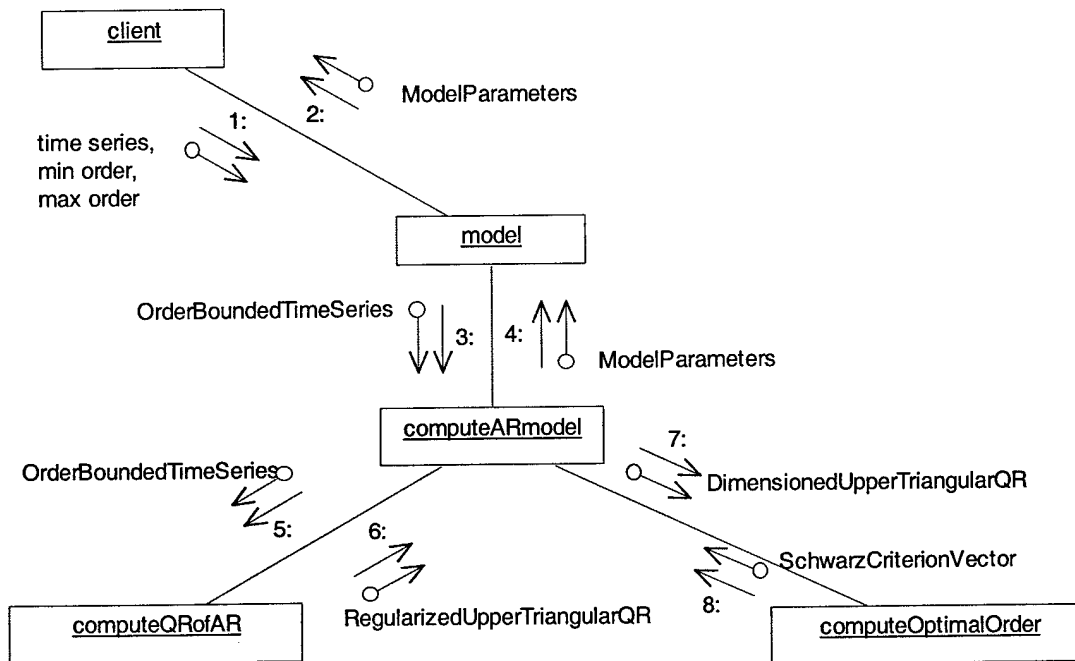 client
ModelParameters
2:
1:
time series,
min order,
max order
model
OrderBoundedTimeSeries
3:
4:
ModelParameters
computeARmodel
7:
OrderBoundedTimeSeries
DimensionedUpperTriangularQR
5:
6:
SchwarzCriterionVector
RegularizedUpperTriangularQR
8:
computeQRofAR
computeOptimalOrder